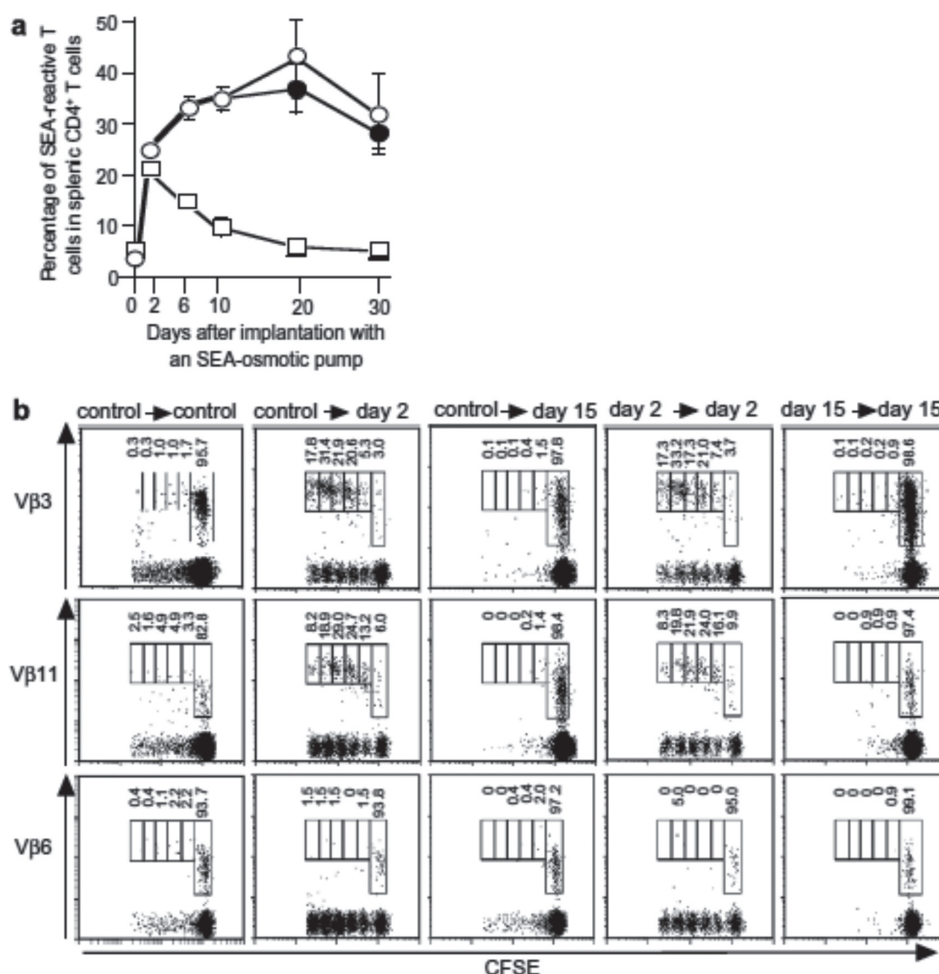 a
Percentage of SEA-reactive T
cells in splenic CD4⁺ T cells
50
40
30
20
10
0
0 2 6 10 20 30
Days after implantation with
an SEA-osmotic pump
b
control → control control → day 2 control → day 15 day 2 → day 2 day 15 → day 15
Vβ3
0.3 0.3 1.0 1.0 1.7 95.7
17.8 31.4 21.9 20.6 5.3 3.0
0.1 0.1 0.1 0.4 1.5 97.8
17.3 33.2 17.3 21.0 7.4 3.7
0.1 0.1 0.2 0.2 0.9 98.6
Vβ11
2.5 1.6 4.9 4.9 3.3 82.8
8.2 18.9 29.0 24.7 13.2 6.0
0 0 0 0.2 1.4 98.4
8.3 19.8 21.9 24.0 16.1 9.9
0 0 0.9 0.9 0.9 97.4
Vβ6
0.4 0.4 1.1 2.2 2.2 93.7
1.5 1.5 1.5 0 1.5 93.8
0 0 0.4 0.4 2.0 97.2
0 5.0 0 0 0 95.0
0 0 0 0 0.9 99.1
CFSE